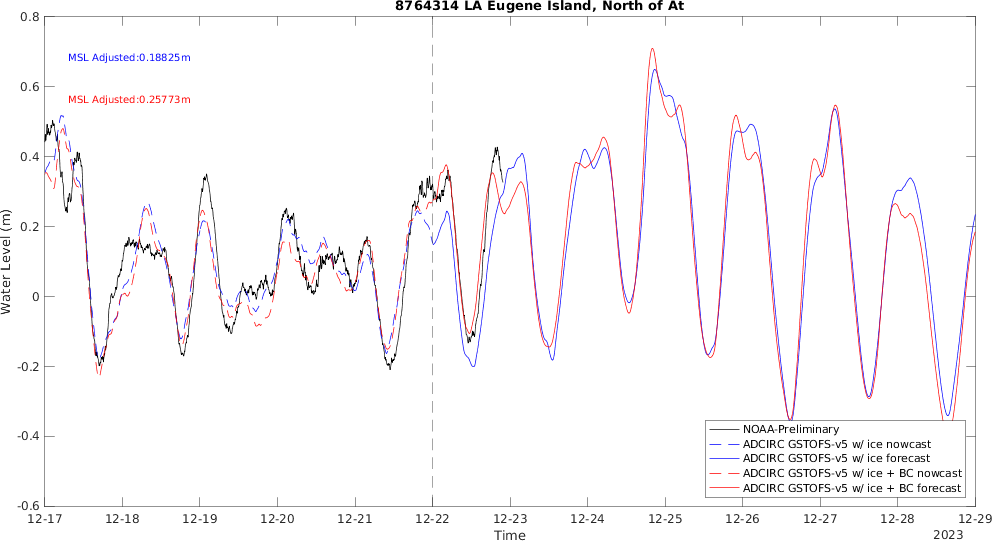 8764314 LA Eugene Island, North of At
MSL Adjusted:0.18825m
MSL Adjusted:0.25773m
Water Level (m)
0.8
0.6
0.4
0.2
0
-0.2
-0.4
-0.6
NOAA-Preliminary
ADCIRC GSTOFS-v5 w/ ice nowcast
ADCIRC GSTOFS-v5 w/ ice forecast
ADCIRC GSTOFS-v5 w/ ice + BC nowcast
ADCIRC GSTOFS-v5 w/ ice + BC forecast
12-17 12-18 12-19 12-20 12-21 12-22 12-23 12-24 12-25 12-26 12-27 12-28 12-29
Time
2023